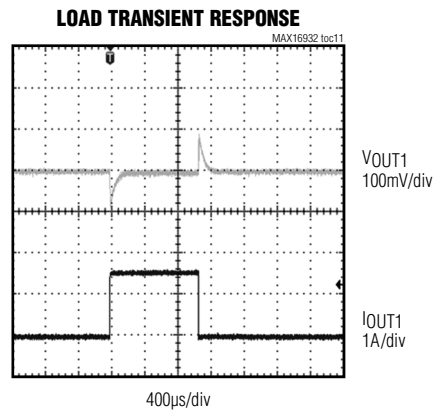 LOAD TRANSIENT RESPONSE
MAX16932 toc11
T
VOUT1
100mV/div
IOUT1
1A/div
400µs/div